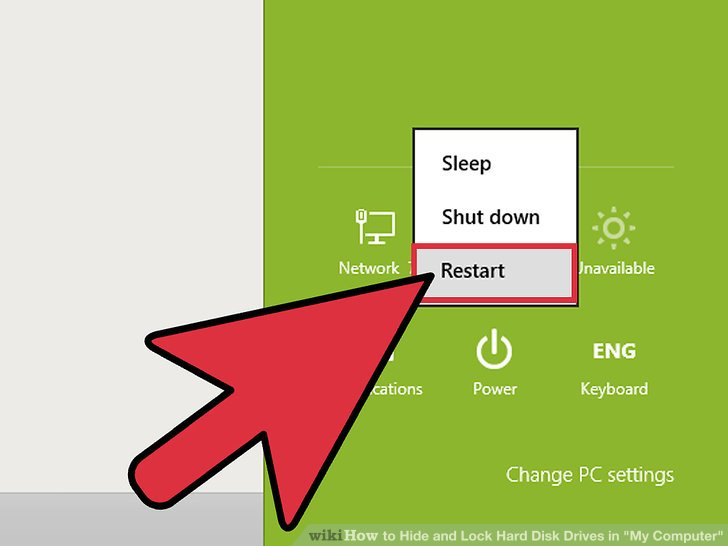 Sleep
Shut down
Restart
Network
Unavailable
Power
ENG
Keyboard
Change PC settings
wikiHow to Hide and Lock Hard Disk Drives in "My Computer"